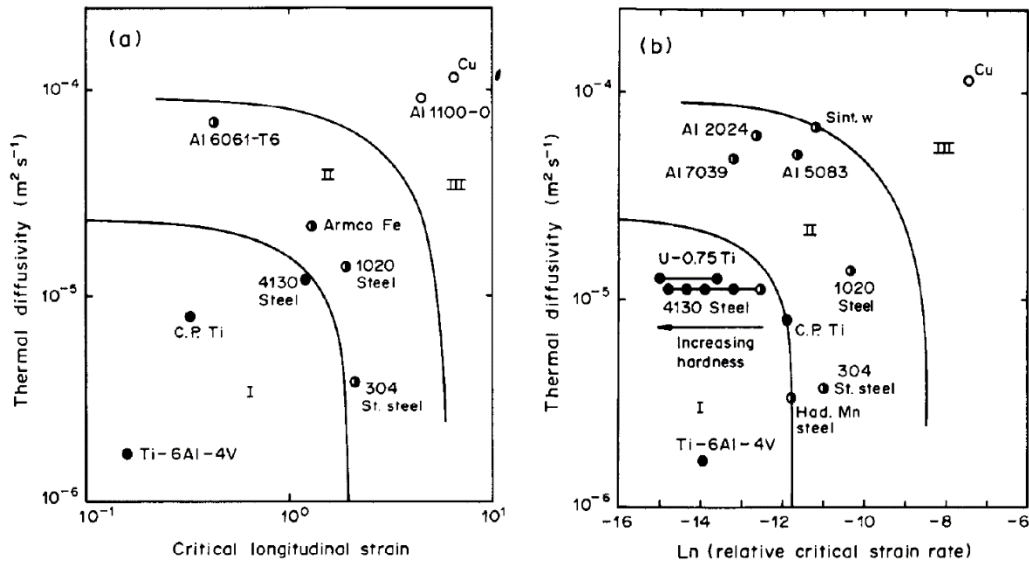 (a)
Thermal diffusivity (m² s⁻¹)
10⁻⁴
10⁻⁵
10⁻⁶
Cu
Al 1100-0
Al 6061-T6
II
III
Armco Fe
4130
Steel
1020
Steel
C.P. Ti
I
304
St. steel
Ti-6Al-4V
10⁻¹
10⁰
10¹
Critical longitudinal strain
(b)
Thermal diffusivity (m² s⁻¹)
10⁻⁴
10⁻⁵
10⁻⁶
Cu
Sint. w
Al 2024
Al 7039
Al 5083
III
II
U-0.75 Ti
4130 Steel
1020
Steel
Increasing
hardness
C.P. Ti
304
St. steel
Had. Mn
steel
I
Ti-6Al-4V
-16 -14 -12 -10 -8 -6
Ln (relative critical strain rate)